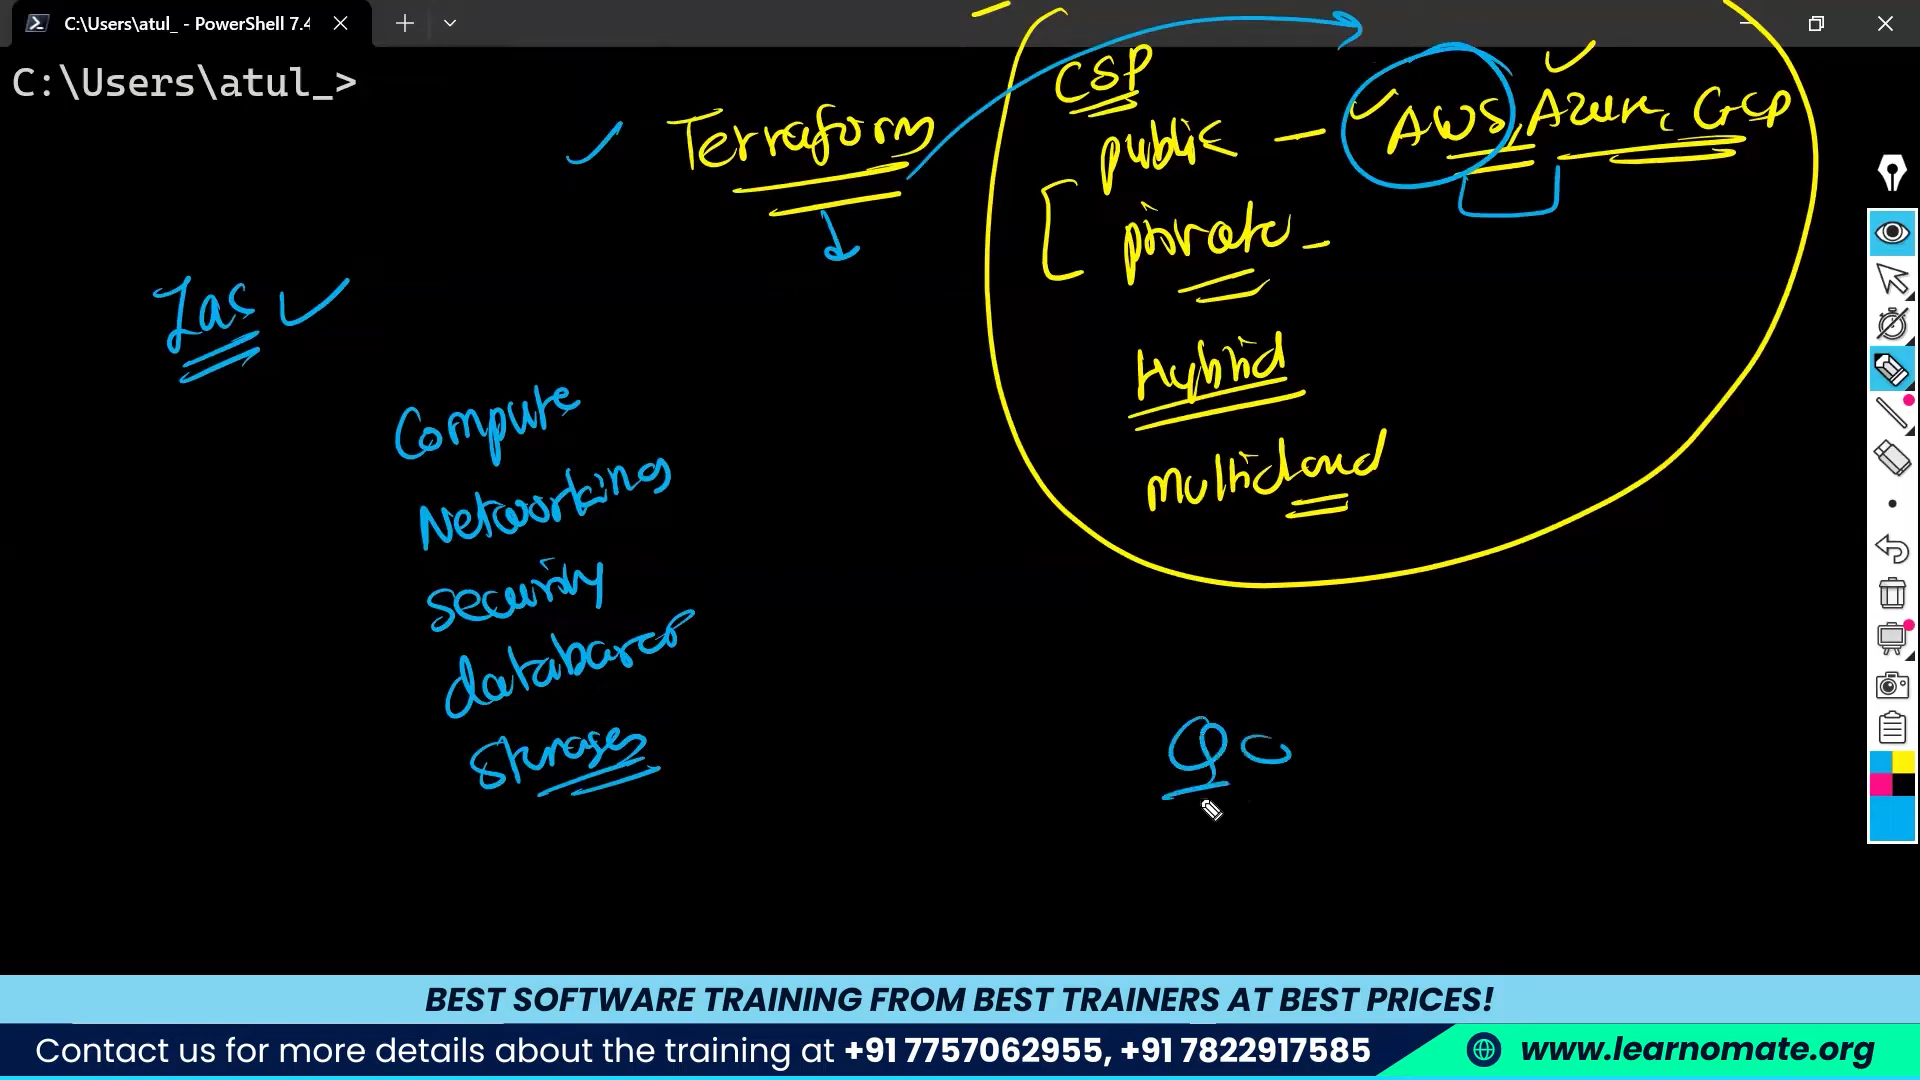 C:\Users\atul_ - PowerShell 7.4
C:\Users\atul_>
Terraform
CSP
public - AWS, Azure, GCP
private -
Hybrid
multicloud
Iac
Compute
Networking
security
databases
Storages
BEST SOFTWARE TRAINING FROM BEST TRAINERS AT BEST PRICES!
Contact us for more details about the training at +91 7757062955, +91 7822917585
www.learnomate.org